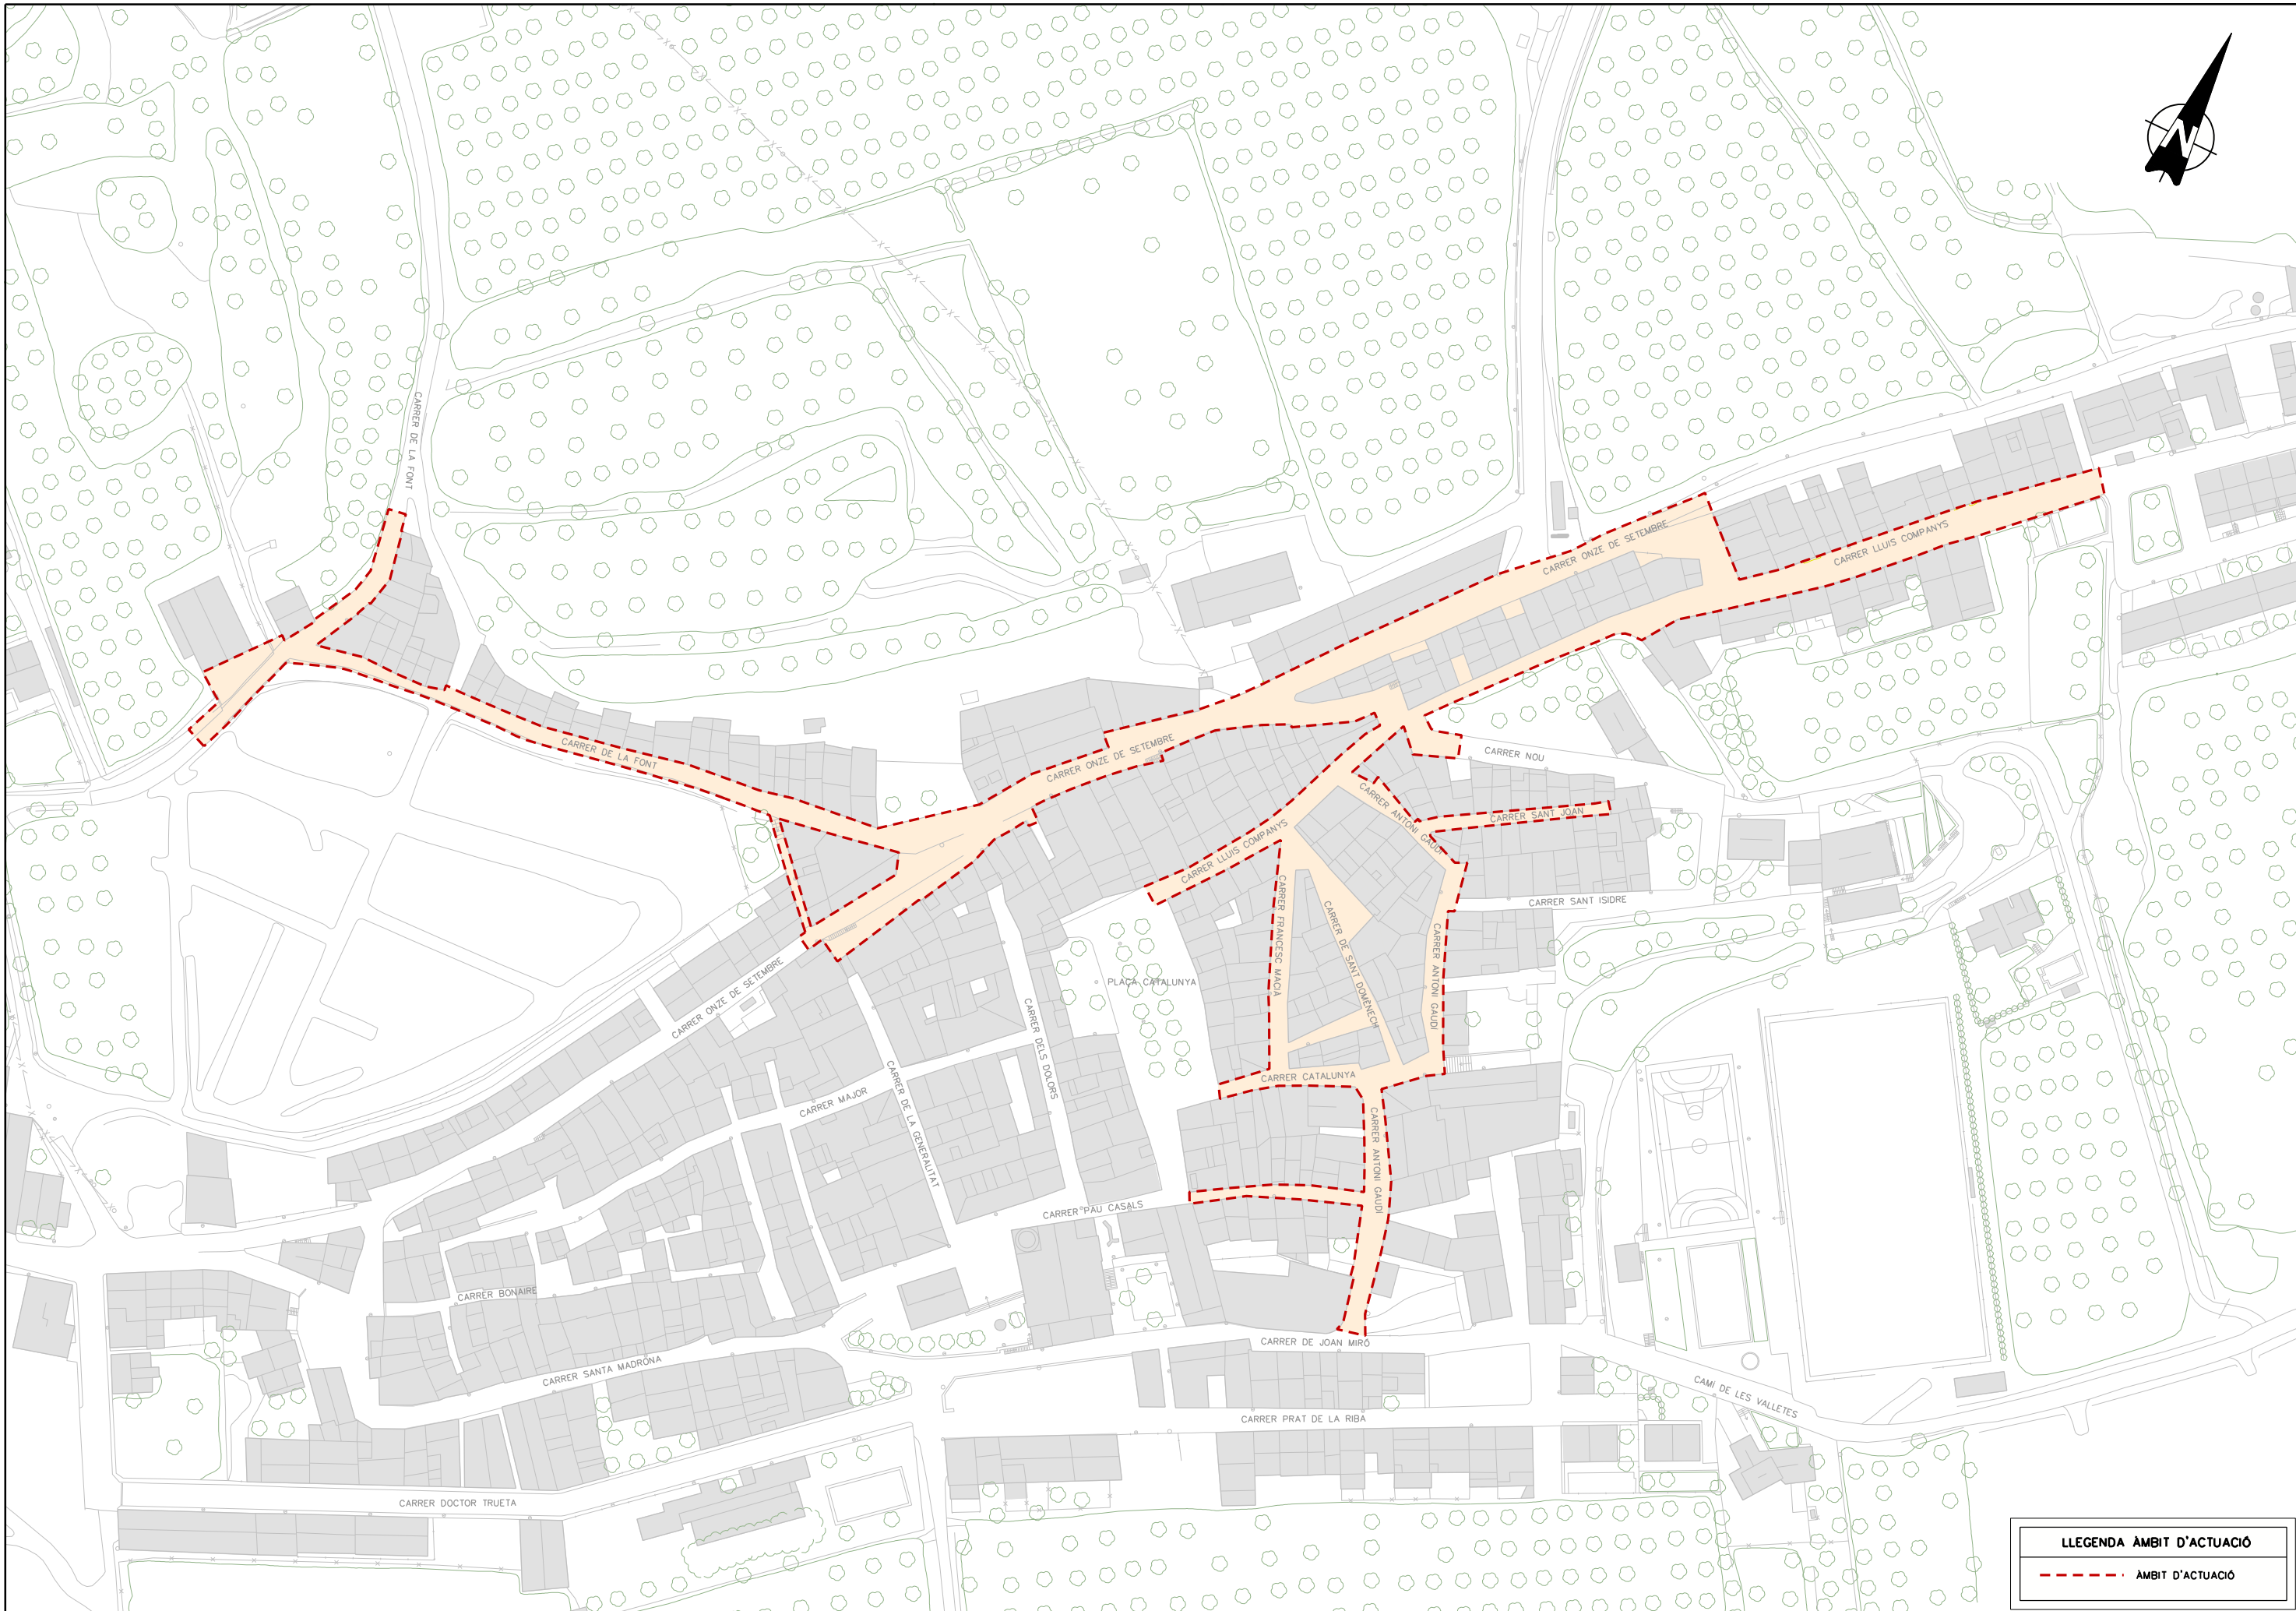 N
CARRER DE LA FONT
CARRER ONZE DE SETEMBRE
CARRER LLUIS COMPANYS
CARRER DE LA FONT
CARRER ONZE DE SETEMBRE
CARRER NOU
CARRER ANTONI GAUDI
CARRER SANT JOAN
CARRER LLUIS COMPANYS
CARRER FRANCESC MACIÀ
CARRER DE SANT DOMENECH
CARRER SANT ISIDRE
CARRER ANTONI GAUDI
PLAÇA CATALUNYA
CARRER ONZE DE SETEMBRE
CARRER DELS DOLORS
CARRER CATALUNYA
CARRER MAJOR
CARRER DE LA GENERALITAT
CARRER ANTONI GAUDI
CARRER PAU CASALS
CARRER BONAIRE
CARRER DE JOAN MIRÓ
CARRER SANTA MADRONA
CAMI DE LES VALLETES
CARRER PRAT DE LA RIBA
CARRER DOCTOR TRUETA
LLEGENDA ÀMBIT D'ACTUACIÓ
ÀMBIT D'ACTUACIÓ